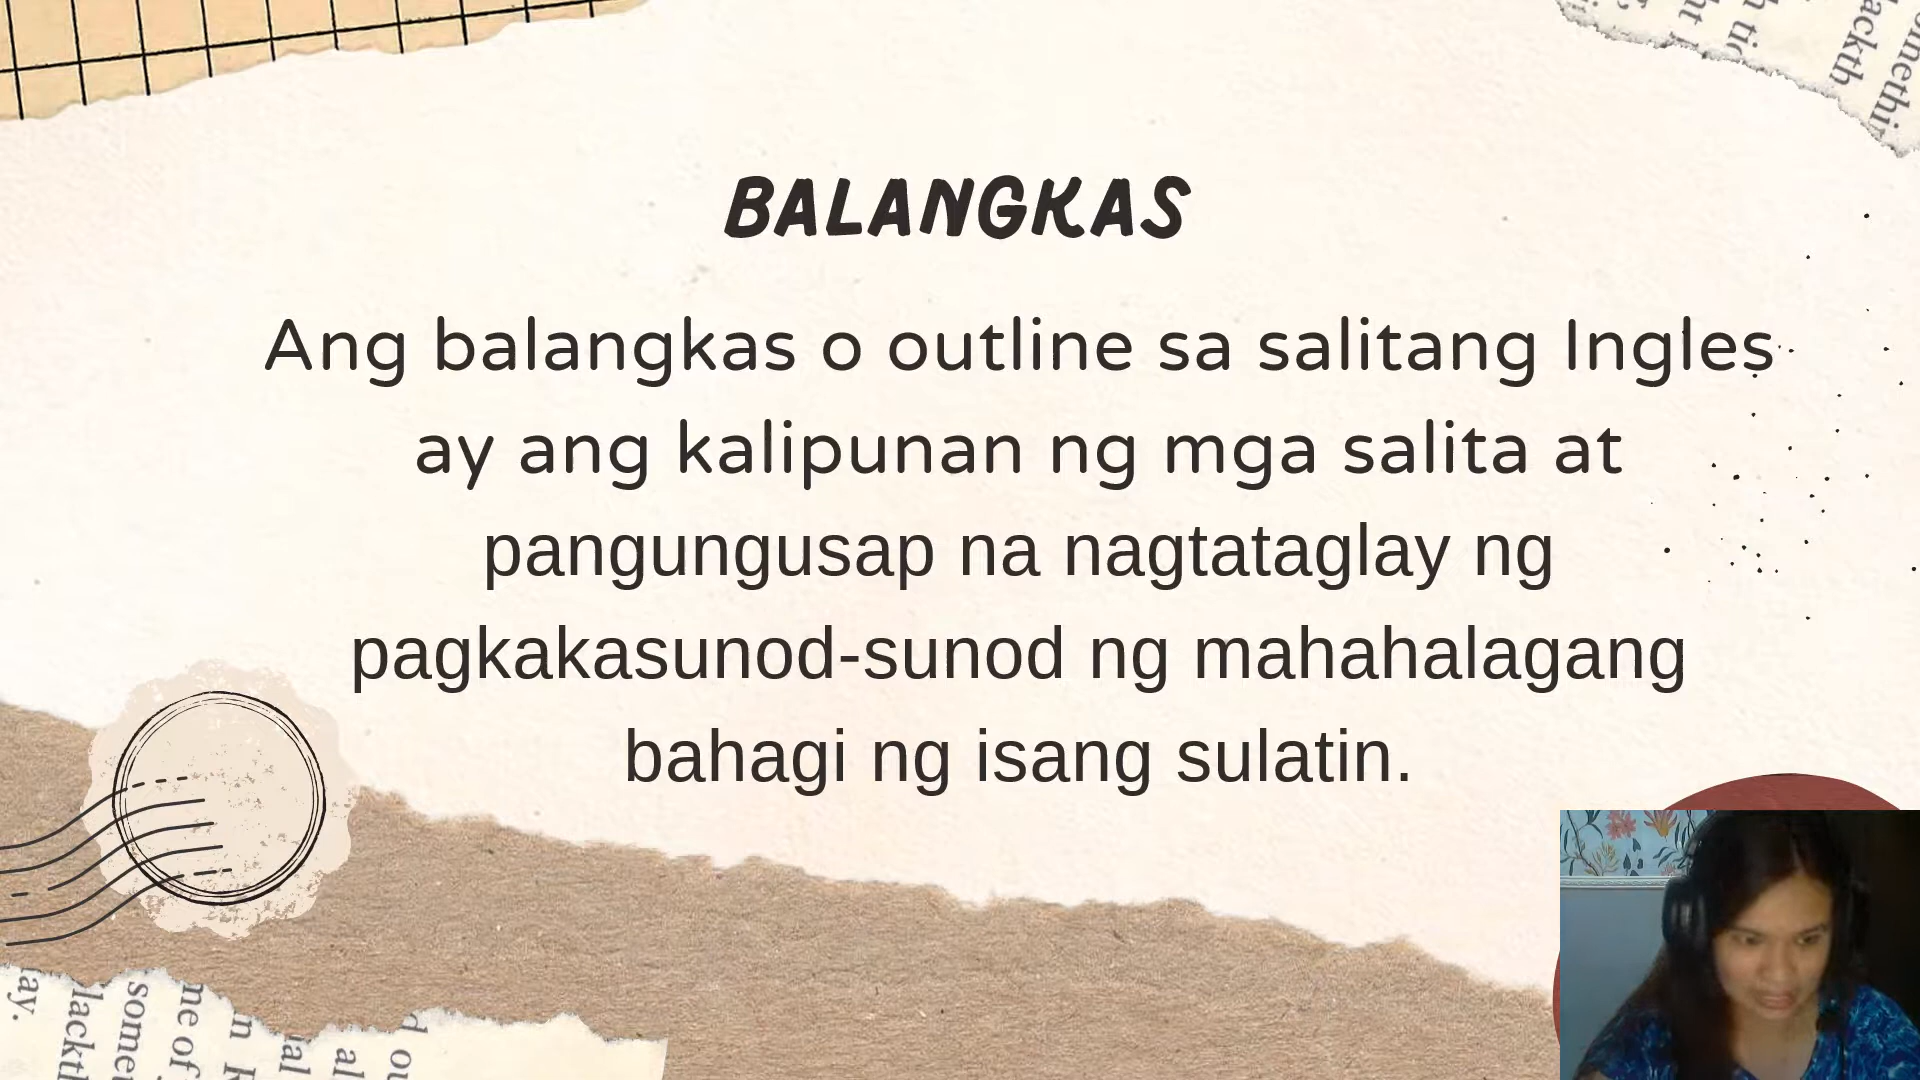 BALANGKAS
Ang balangkas o outline sa salitang Ingles
ay ang kalipunan ng mga salita at
pangungusap na nagtataglay ng
pagkakasunod-sunod ng mahahalagang
bahagi ng isang sulatin.